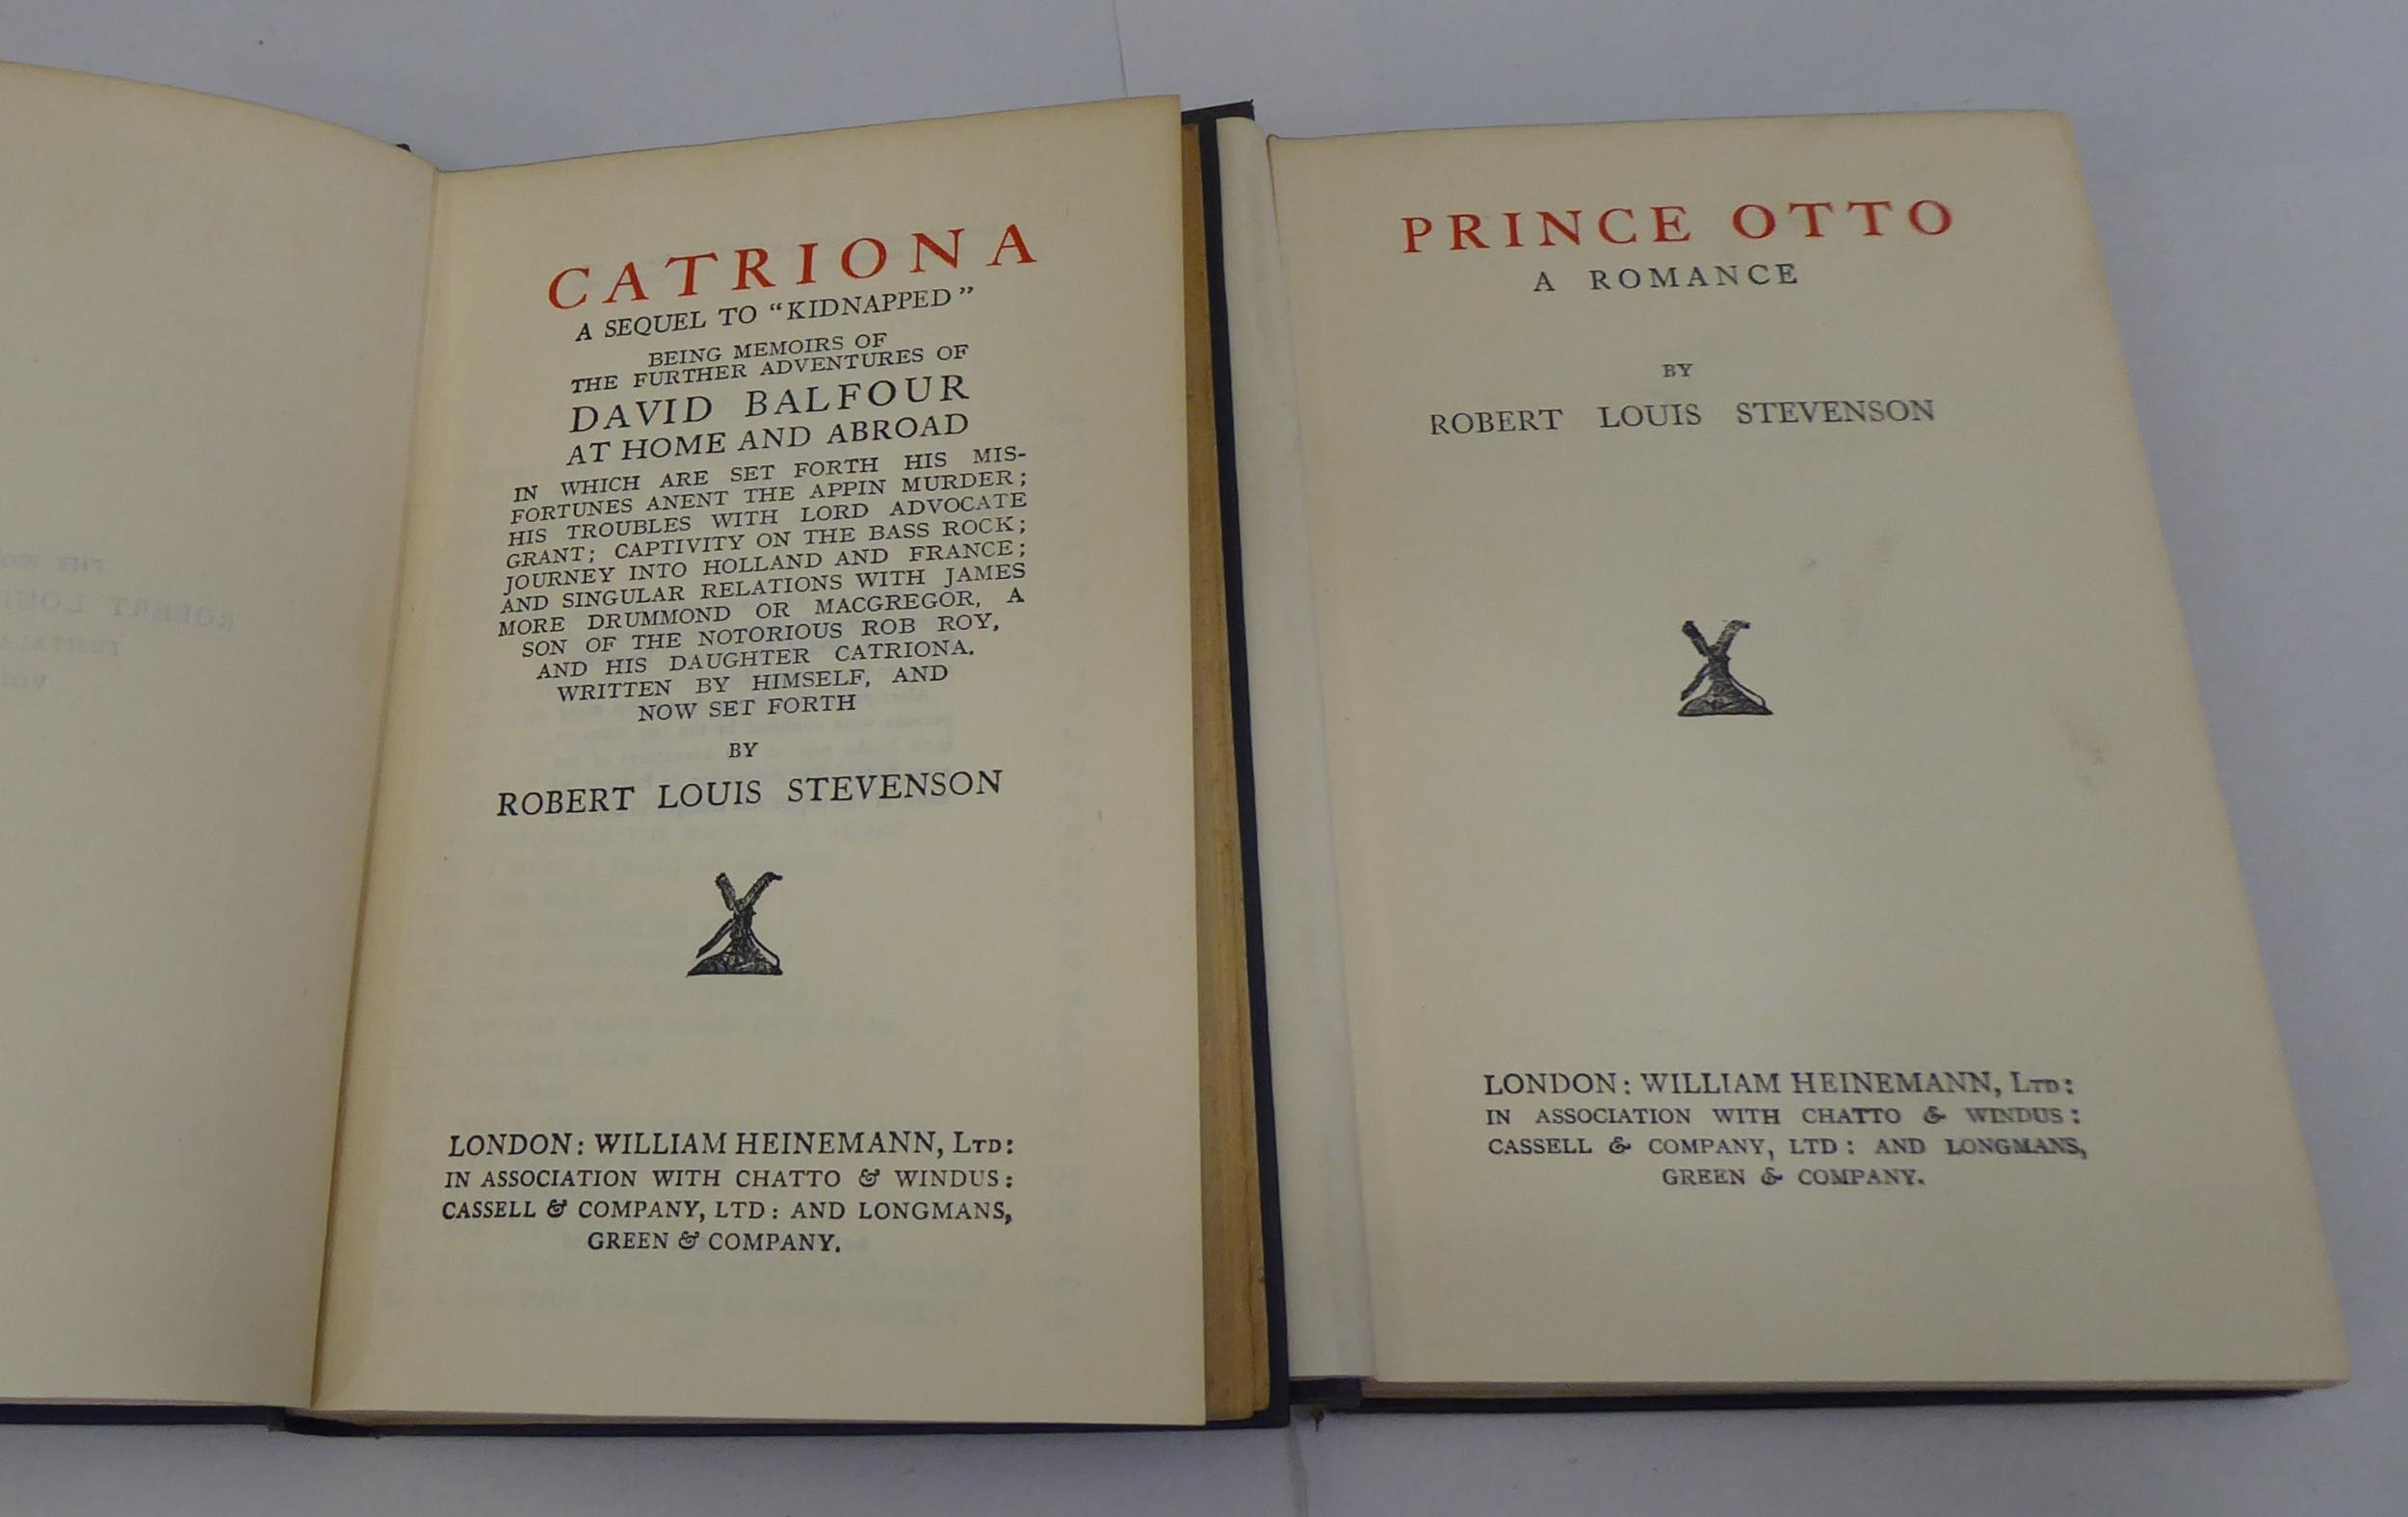 CATRIONA
A SEQUEL TO "KIDNAPPED"
BEING MEMOIRS OF
THE FURTHER ADVENTURES OF
DAVID BALFOUR
AT HOME AND ABROAD
IN WHICH ARE SET FORTH HIS MIS-
FORTUNES ANENT THE APPIN MURDER;
HIS TROUBLES WITH LORD ADVOCATE
GRANT; CAPTIVITY ON THE BASS ROCK;
JOURNEY INTO HOLLAND AND FRANCE;
AND SINGULAR RELATIONS WITH JAMES
MORE DRUMMOND OR MACGREGOR, A
SON OF THE NOTORIOUS ROB ROY,
AND HIS DAUGHTER CATRIONA.
WRITTEN BY HIMSELF, AND
NOW SET FORTH
BY
ROBERT LOUIS STEVENSON
LONDON: WILLIAM HEINEMANN, LTD:
IN ASSOCIATION WITH CHATTO & WINDUS:
CASSELL & COMPANY, LTD: AND LONGMANS,
GREEN & COMPANY.
PRINCE OTTO
A ROMANCE
BY
ROBERT LOUIS STEVENSON
LONDON: WILLIAM HEINEMANN, LTD:
IN ASSOCIATION WITH CHATTO & WINDUS:
CASSELL & COMPANY, LTD: AND LONGMANS,
GREEN & COMPANY.